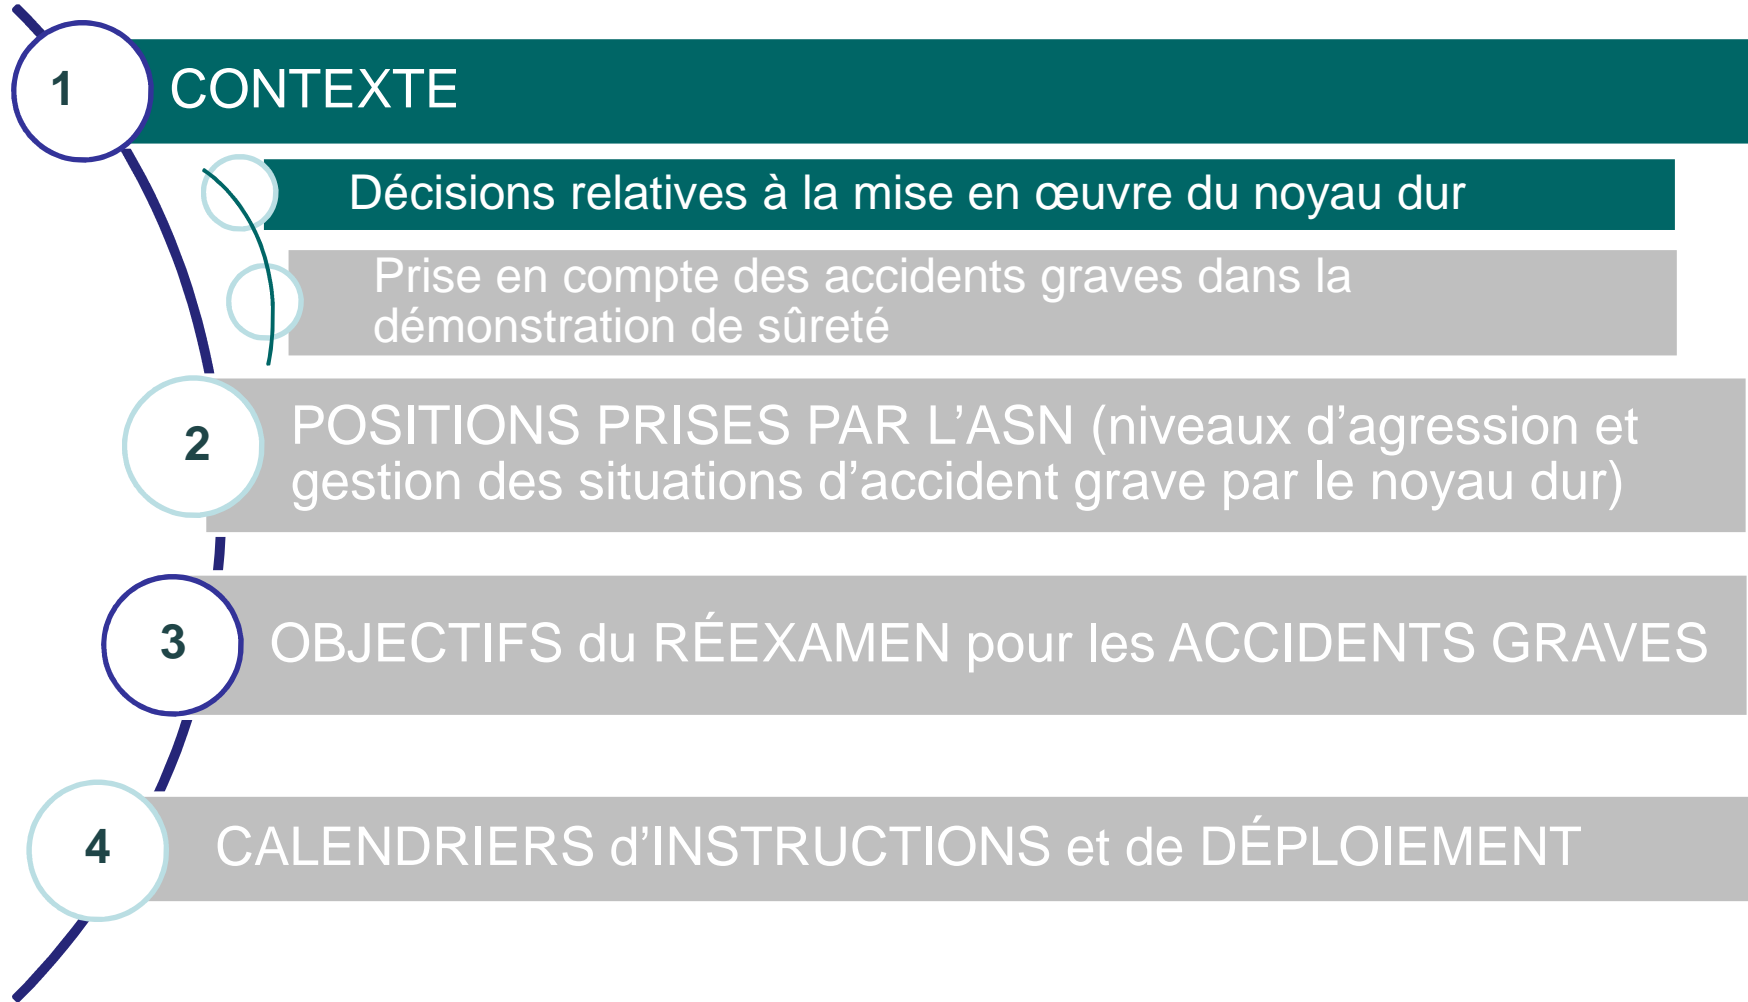 1
CONTEXTE
Décisions relatives à la mise en œuvre du noyau dur
Prise en compte des accidents graves dans la
démonstration de sûreté
2
POSITIONS PRISES PAR L’ASN (niveaux d’agression et
gestion des situations d’accident grave par le noyau dur)
3
OBJECTIFS du RÉEXAMEN pour les ACCIDENTS GRAVES
4
CALENDRIERS d’INSTRUCTIONS et de DÉPLOIEMENT